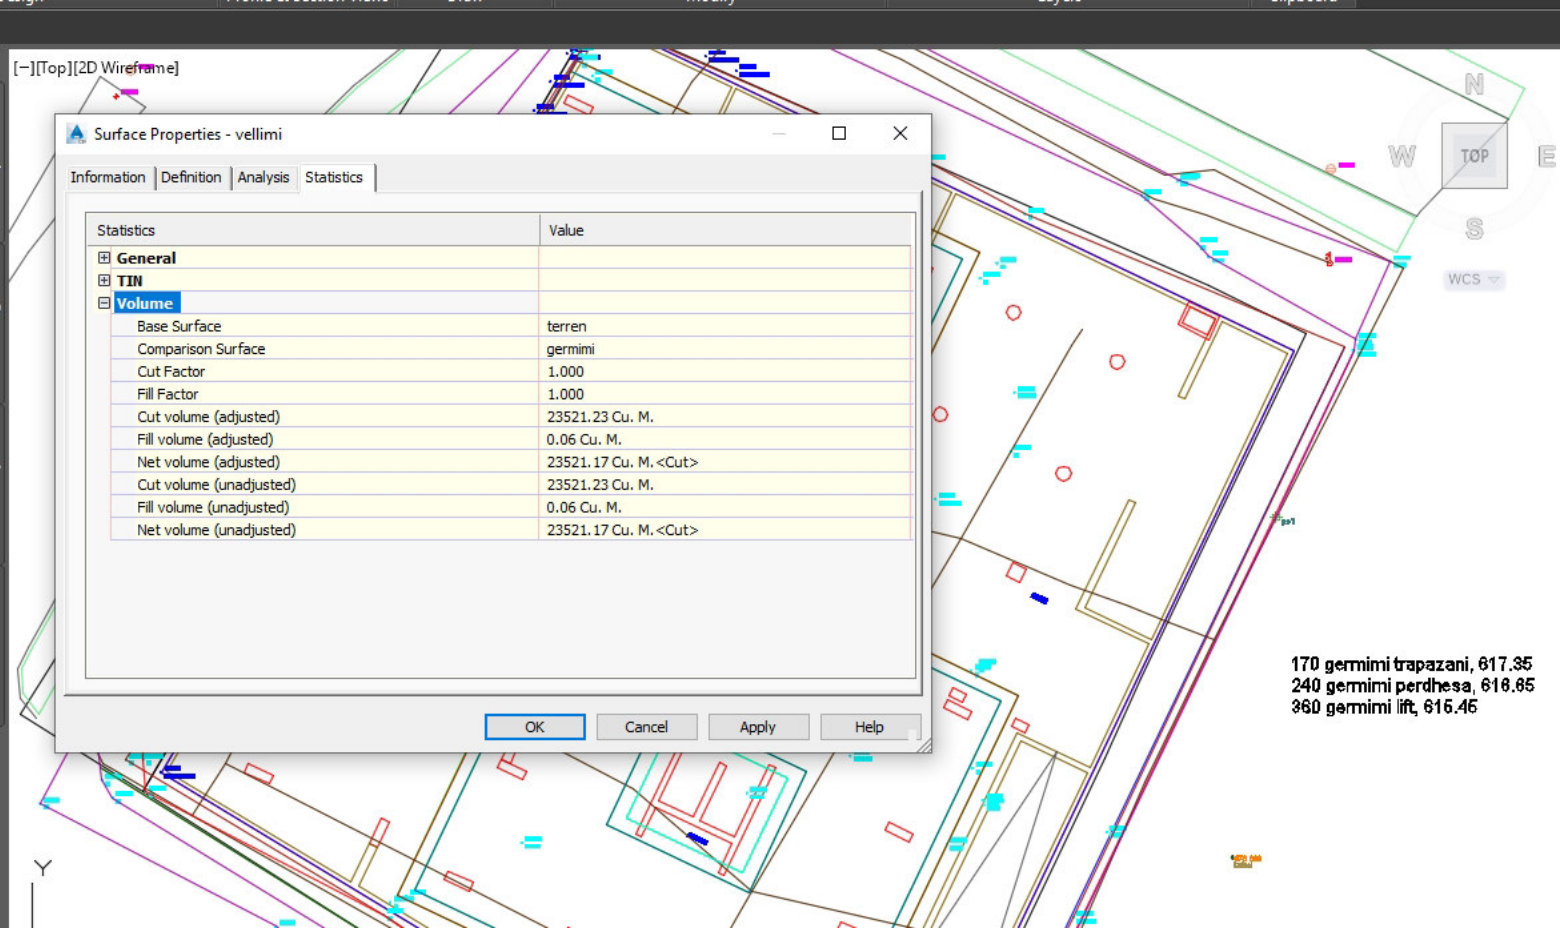 [−][Top][2D Wireframe]
Surface Properties - vellimi
Information Definition Analysis Statistics
Statistics Value
General
TIN
Volume
Base Surface terren
Comparison Surface germimi
Cut Factor 1.000
Fill Factor 1.000
Cut volume (adjusted) 23521.23 Cu. M.
Fill volume (adjusted) 0.06 Cu. M.
Net volume (adjusted) 23521.17 Cu. M.<Cut>
Cut volume (unadjusted) 23521.23 Cu. M.
Fill volume (unadjusted) 0.06 Cu. M.
Net volume (unadjusted) 23521.17 Cu. M.<Cut>
OK Cancel Apply Help
N
W TOP E
S
WCS
170 germimi trapazani, 617.35
240 germimi perdhesa, 616.65
360 germimi lift, 615.45
Y